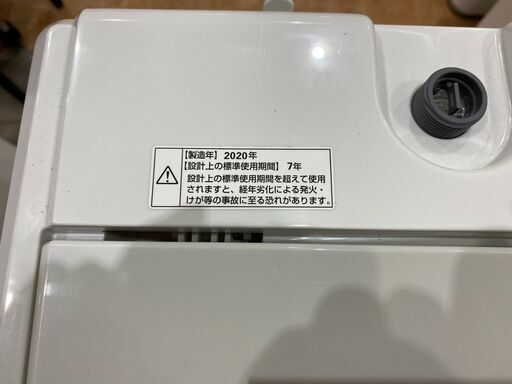 【製造年】2020年
【設計上の標準使用期間】7年
設計上の標準使用期間を超えて使用
されますと、経年劣化による発火・
けが等の事故に至る恐れがあります。